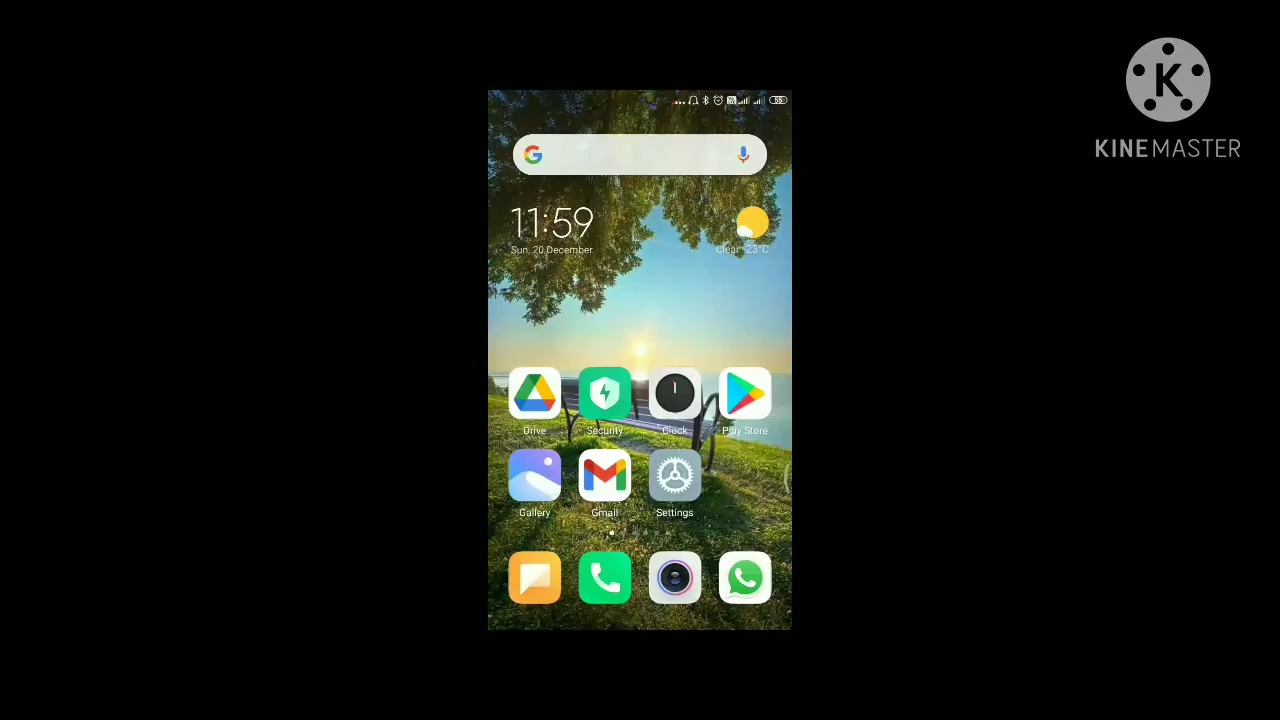 K
KINEMASTER
11:59
Sun, 20 December
Clear 23°C
Drive
Security
Clock
Play Store
Gallery
Gmail
Settings